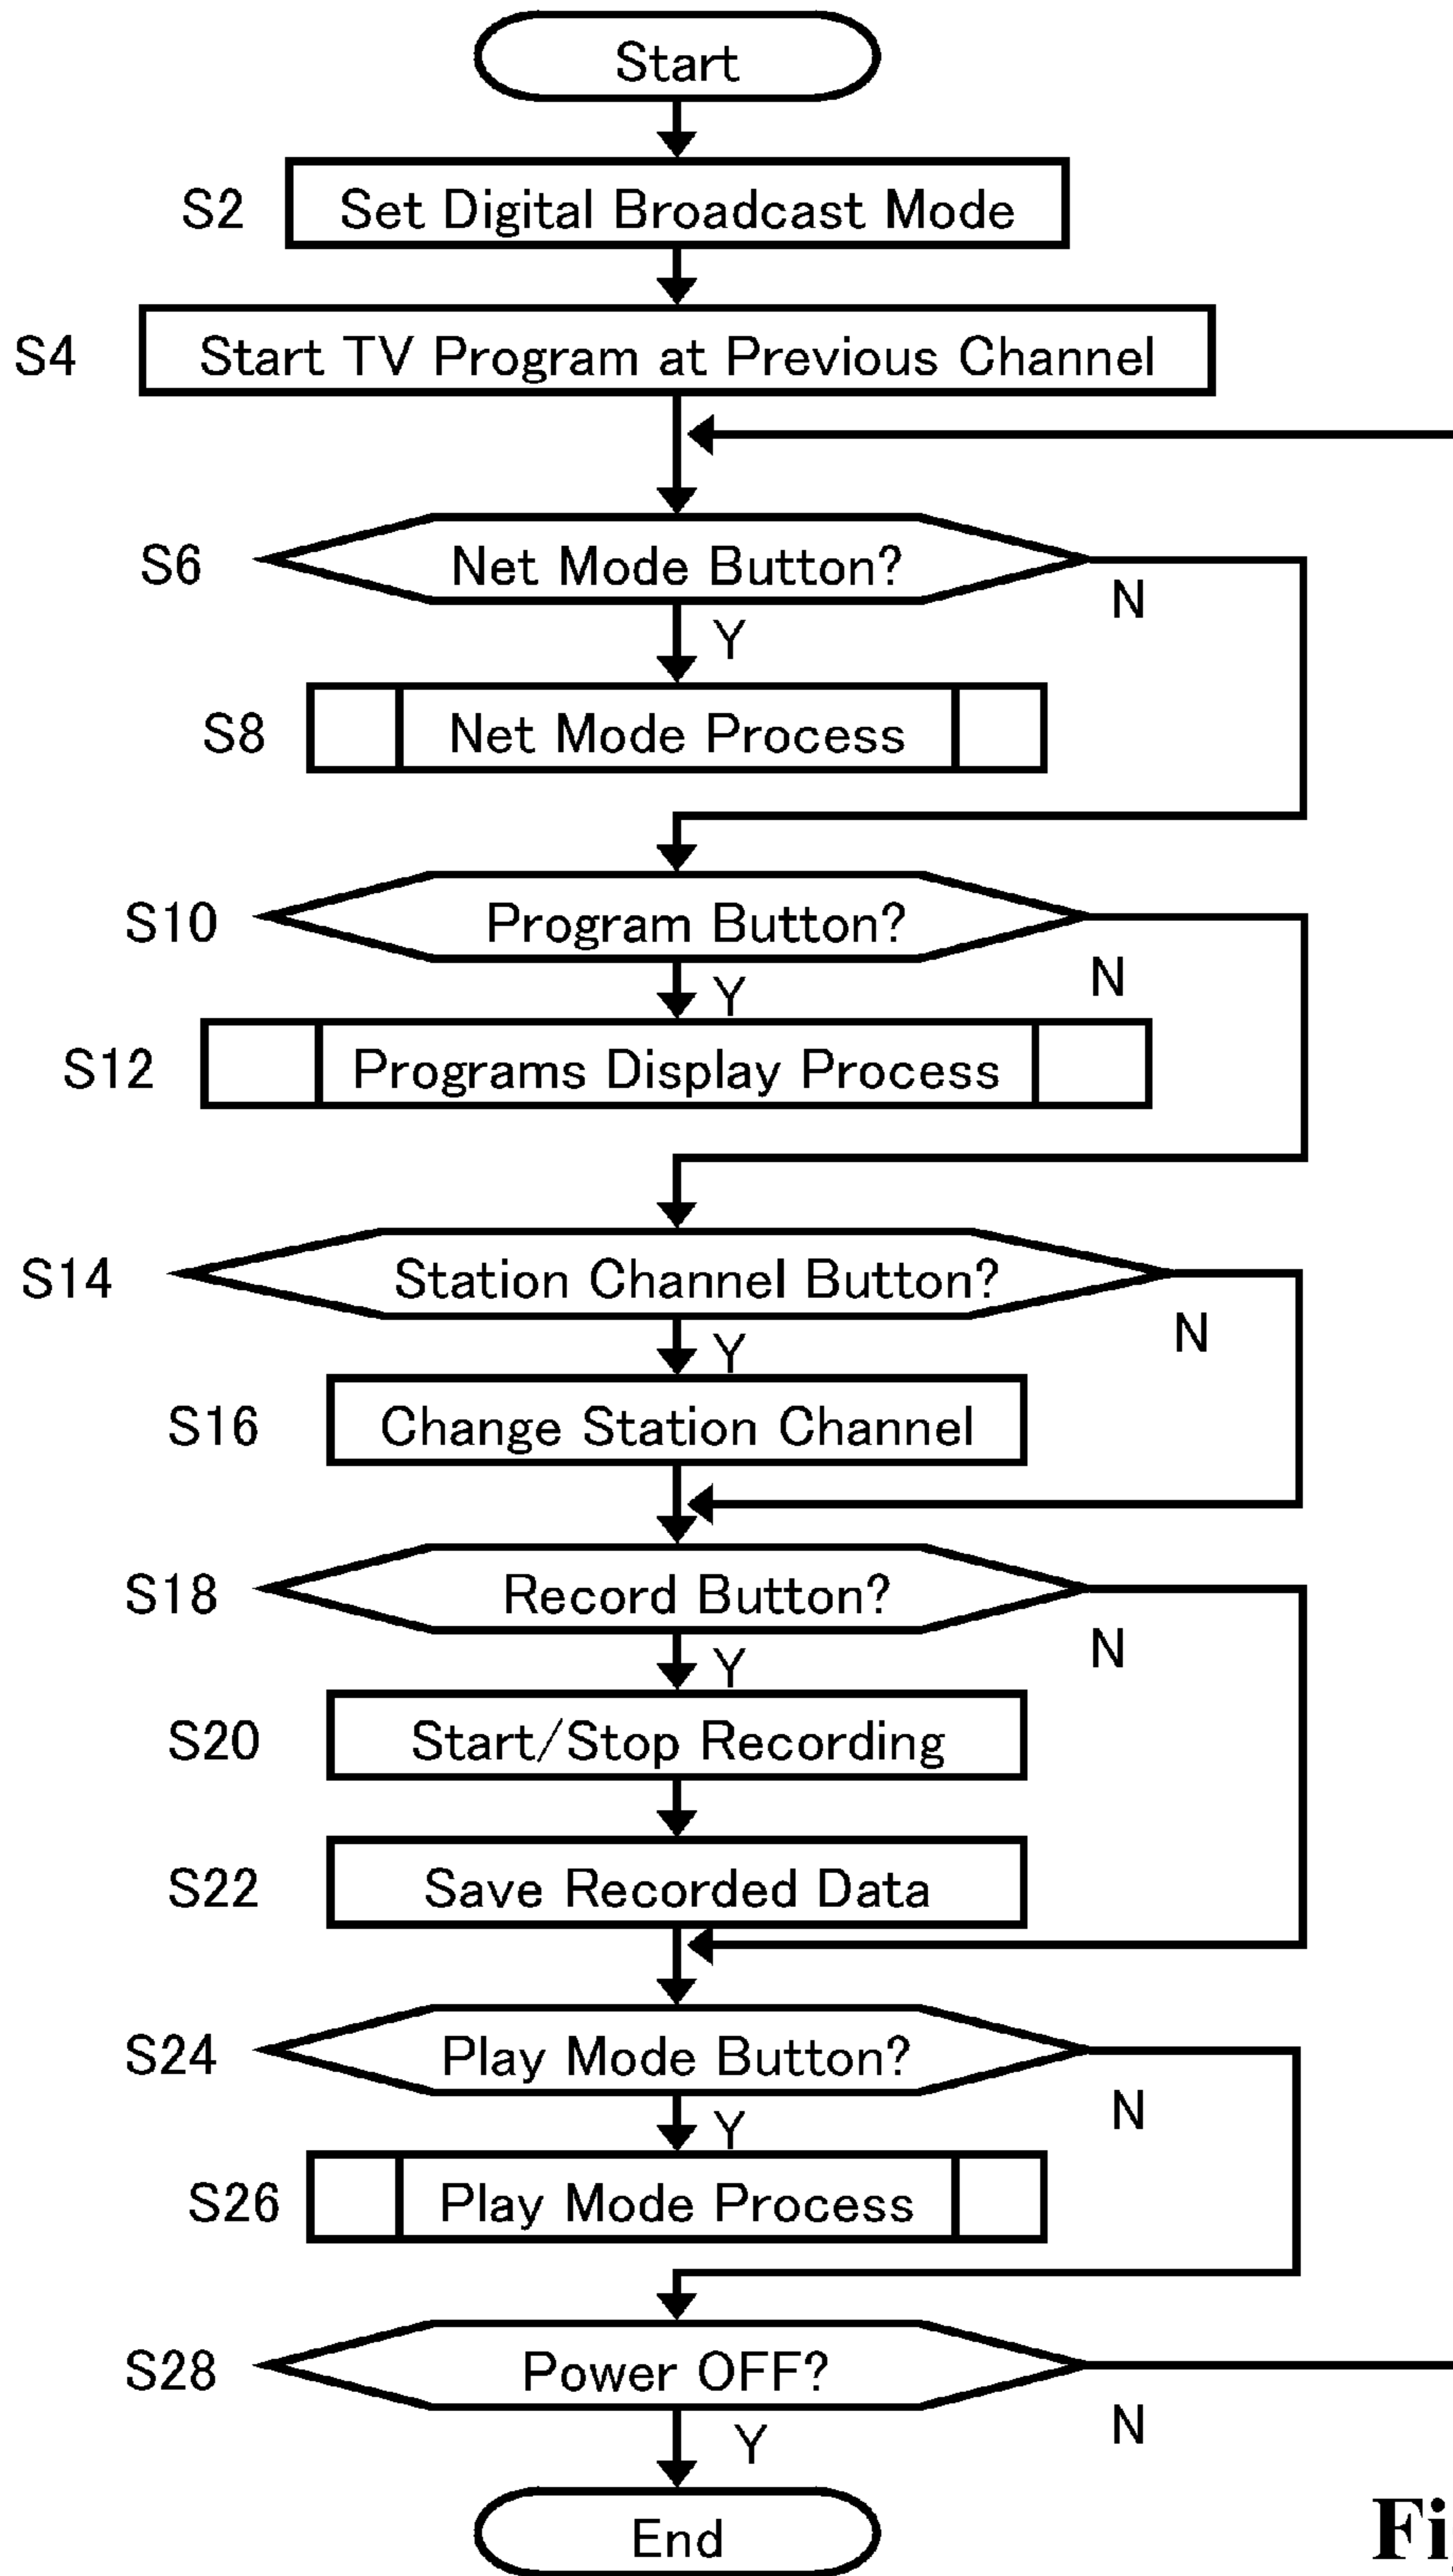 Start
S2 Set Digital Broadcast Mode
S4 Start TV Program at Previous Channel
S6 Net Mode Button?
N
Y
S8 Net Mode Process
S10 Program Button?
N
Y
S12 Programs Display Process
S14 Station Channel Button?
N
Y
S16 Change Station Channel
S18 Record Button?
N
Y
S20 Start/Stop Recording
S22 Save Recorded Data
S24 Play Mode Button?
N
Y
S26 Play Mode Process
S28 Power OFF?
N
Y
End